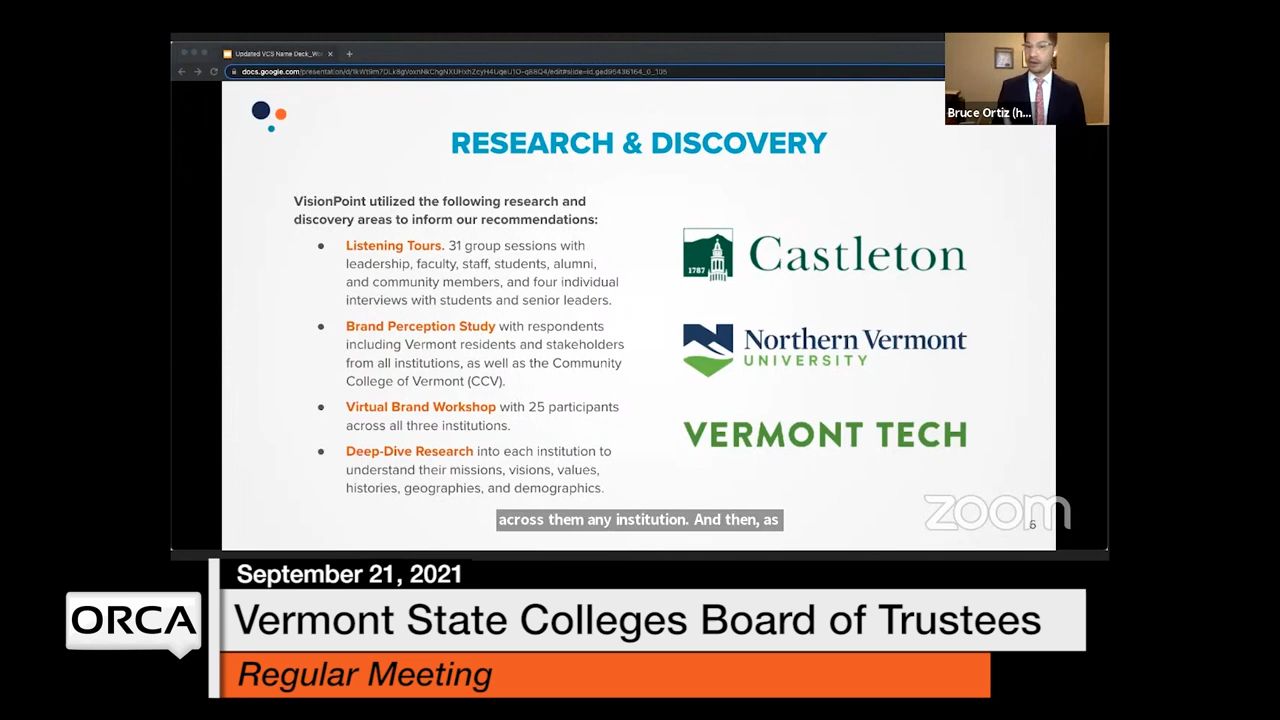 Updated VCS Name Deck_Wo
docs.google.com/presentation/d/
Bruce Ortiz (h...
RESEARCH & DISCOVERY
VisionPoint utilized the following research and
discovery areas to inform our recommendations:
● Listening Tours. 31 group sessions with
leadership, faculty, staff, students, alumni,
and community members, and four individual
interviews with students and senior leaders.
● Brand Perception Study with respondents
including Vermont residents and stakeholders
from all institutions, as well as the Community
College of Vermont (CCV).
● Virtual Brand Workshop with 25 participants
across all three institutions.
● Deep-Dive Research into each institution to
understand their missions, visions, values,
histories, geographies, and demographics.
1787
Castleton
Northern Vermont
UNIVERSITY
VERMONT TECH
across them any institution. And then, as
zoom
6
September 21, 2021
ORCA
Vermont State Colleges Board of Trustees
Regular Meeting